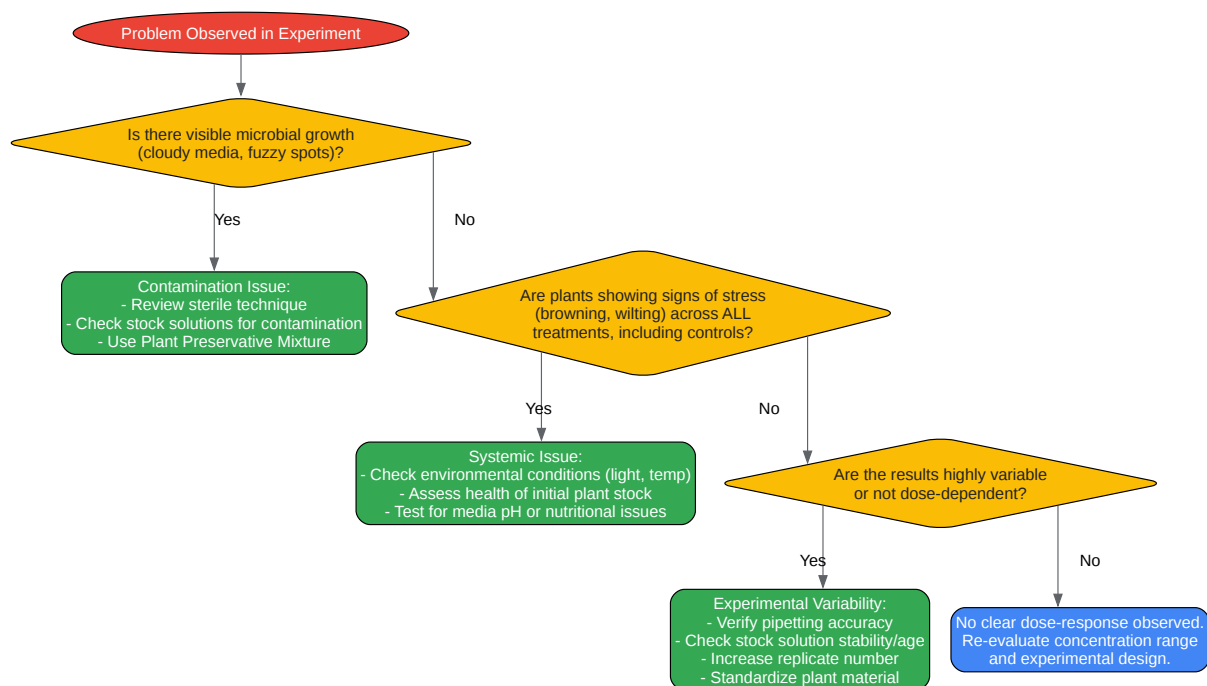 Problem Observed in Experiment
Is there visible microbial growth
(cloudy media, fuzzy spots)?
Yes
No
Contamination Issue:
- Review sterile technique
- Check stock solutions for contamination
- Use Plant Preservative Mixture
Are plants showing signs of stress
(browning, wilting) across ALL
treatments, including controls?
Yes
No
Systemic Issue:
- Check environmental conditions (light, temp)
- Assess health of initial plant stock
- Test for media pH or nutritional issues
Are the results highly variable
or not dose-dependent?
Yes
No
Experimental Variability:
- Verify pipetting accuracy
- Check stock solution stability/age
- Increase replicate number
- Standardize plant material
No clear dose-response observed.
Re-evaluate concentration range
and experimental design.